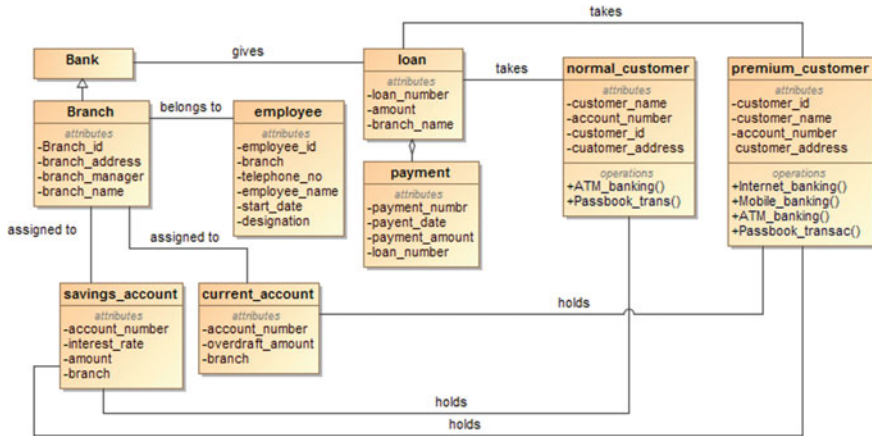 takes
Bank
gives
loan
attributes
-loan_number
-amount
-branch_name
takes
normal_customer
attributes
-customer_name
-account_number
-customer_id
-cuatomer_address
operations
+ATM_banking()
+Passbook_trans()
premium_customer
attributes
-customer_id
-customer_name
-account_number
customer_address
operations
+Internet_banking()
+Mobile_banking()
+ATM_banking()
+Passbook_transac()
Branch
attributes
-Branch_id
-branch_address
-branch_manager
-branch_name
belongs to
employee
attributes
-employee_id
-branch
-telephone_no
-employee_name
-start_date
-designation
payment
attributes
-payment_numbr
-payent_date
-payment_amount
-loan_number
assigned to
assigned to
savings_account
attributes
-account_number
-interest_rate
-amount
-branch
current_account
attributes
-account_number
-overdraft_amount
-branch
holds
holds
holds